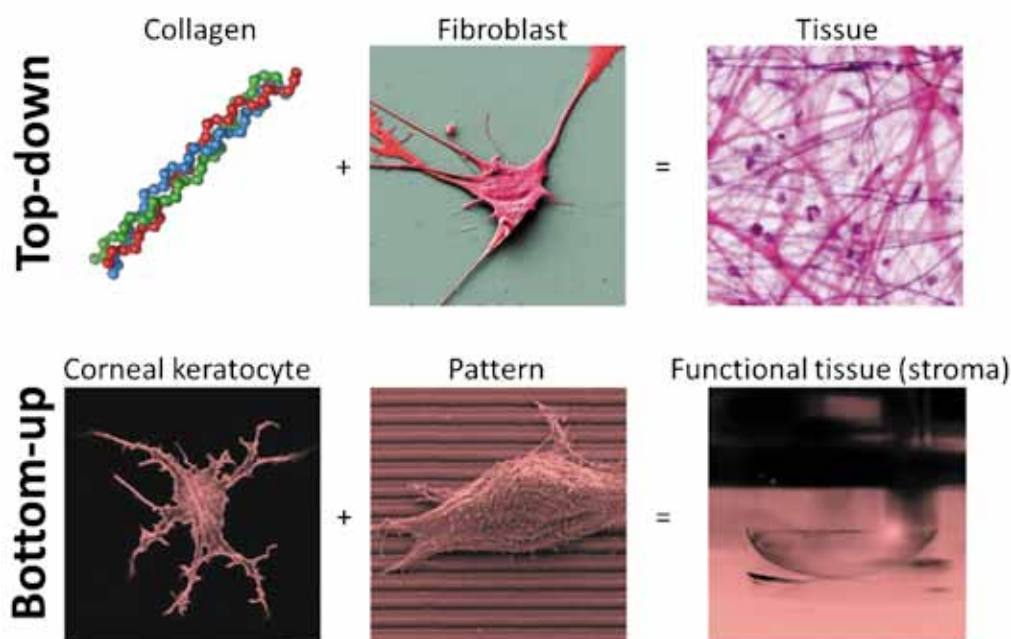 Top-down
Collagen
Fibroblast
Tissue
+
=
Bottom-up
Corneal keratocyte
Pattern
Functional tissue (stroma)
+
=